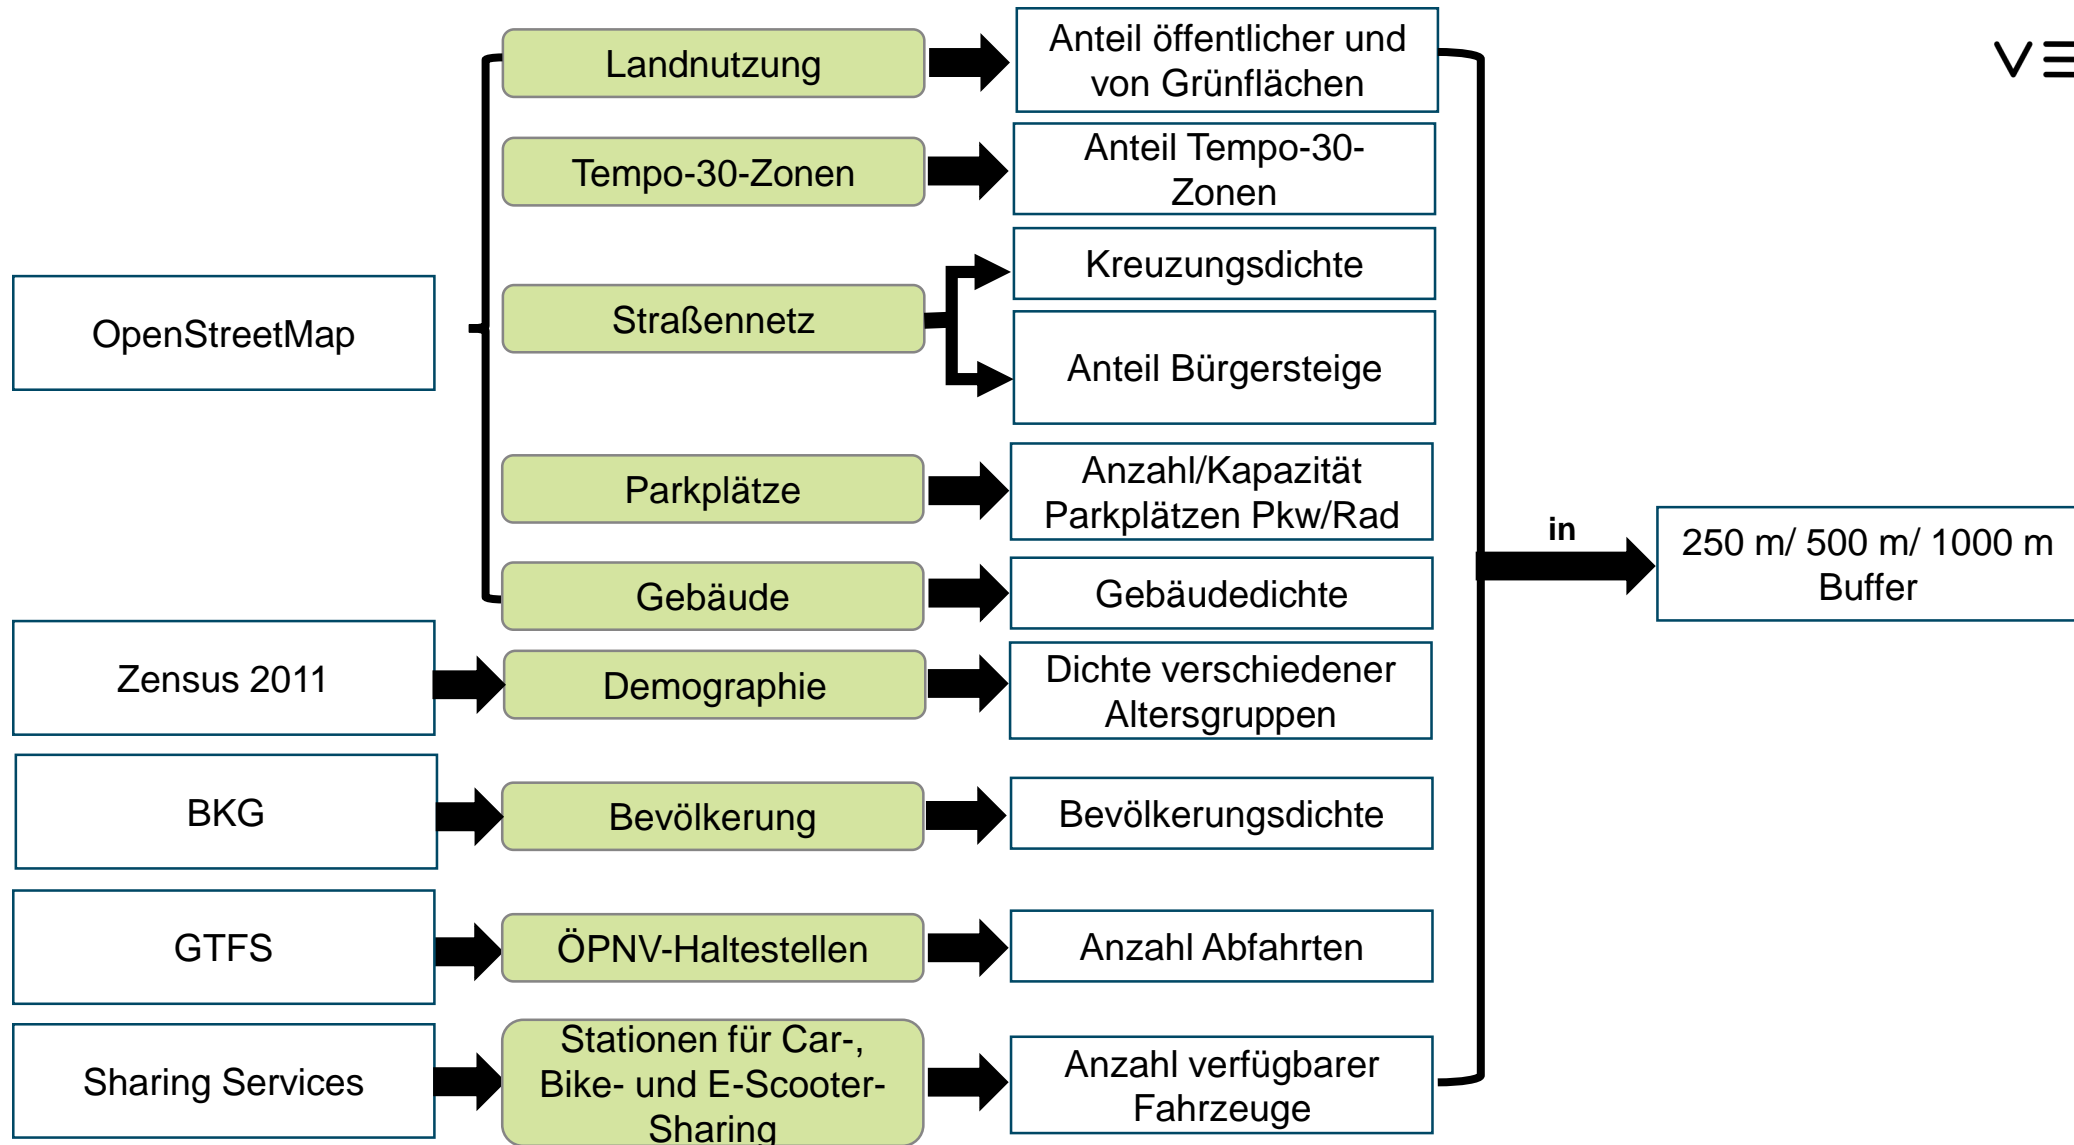 Landnutzung
Anteil öffentlicher und
von Grünflächen
Tempo-30-Zonen
Anteil Tempo-30-
Zonen
OpenStreetMap
Straßennetz
Kreuzungsdichte
Anteil Bürgersteige
Parkplätze
Anzahl/Kapazität
Parkplätzen Pkw/Rad
Gebäude
Gebäudedichte
Zensus 2011
Demographie
Dichte verschiedener
Altersgruppen
BKG
Bevölkerung
Bevölkerungsdichte
GTFS
ÖPNV-Haltestellen
Anzahl Abfahrten
Sharing Services
Stationen für Car-,
Bike- und E-Scooter-
Sharing
Anzahl verfügbarer
Fahrzeuge
in
250 m/ 500 m/ 1000 m
Buffer